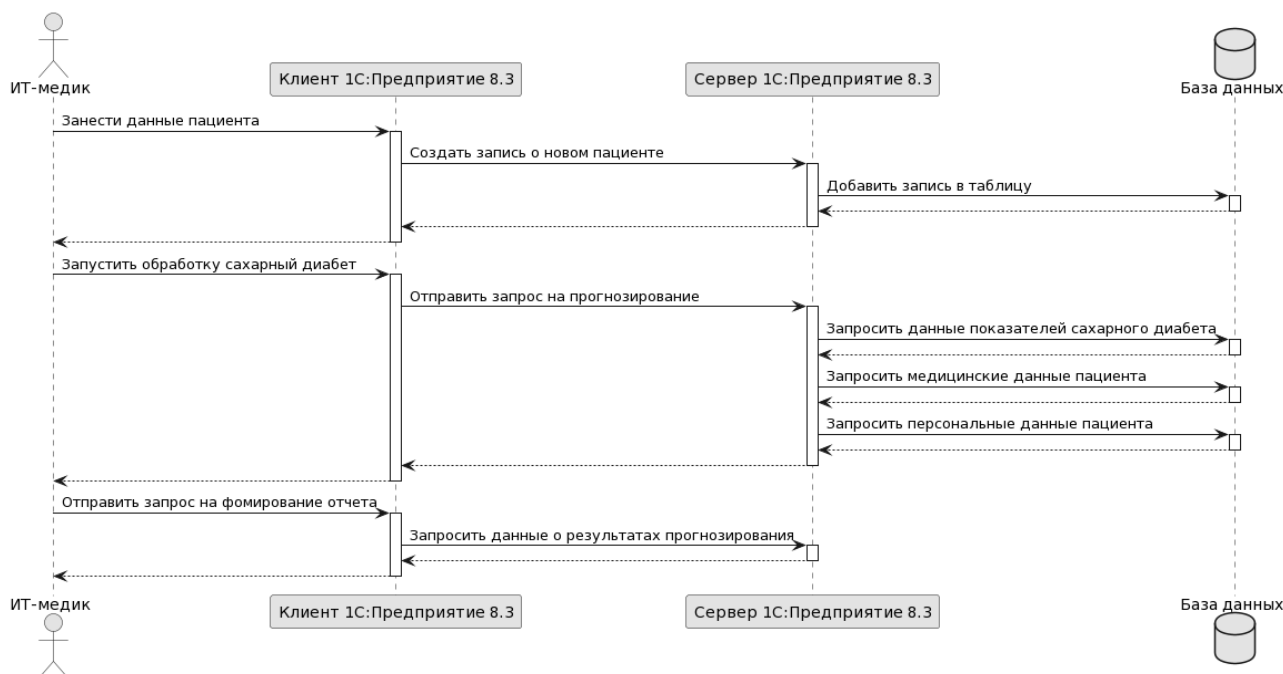 ИТ-медик
Клиент 1С:Предприятие 8.3
Сервер 1С:Предприятие 8.3
База данных
Занести данные пациента
Создать запись о новом пациенте
Добавить запись в таблицу
Запустить обработку сахарный диабет
Отправить запрос на прогнозирование
Запросить данные показателей сахарного диабета
Запросить медицинские данные пациента
Запросить персональные данные пациента
Отправить запрос на фомирование отчета
Запросить данные о результатах прогнозирования
ИТ-медик
Клиент 1С:Предприятие 8.3
Сервер 1С:Предприятие 8.3
База данных